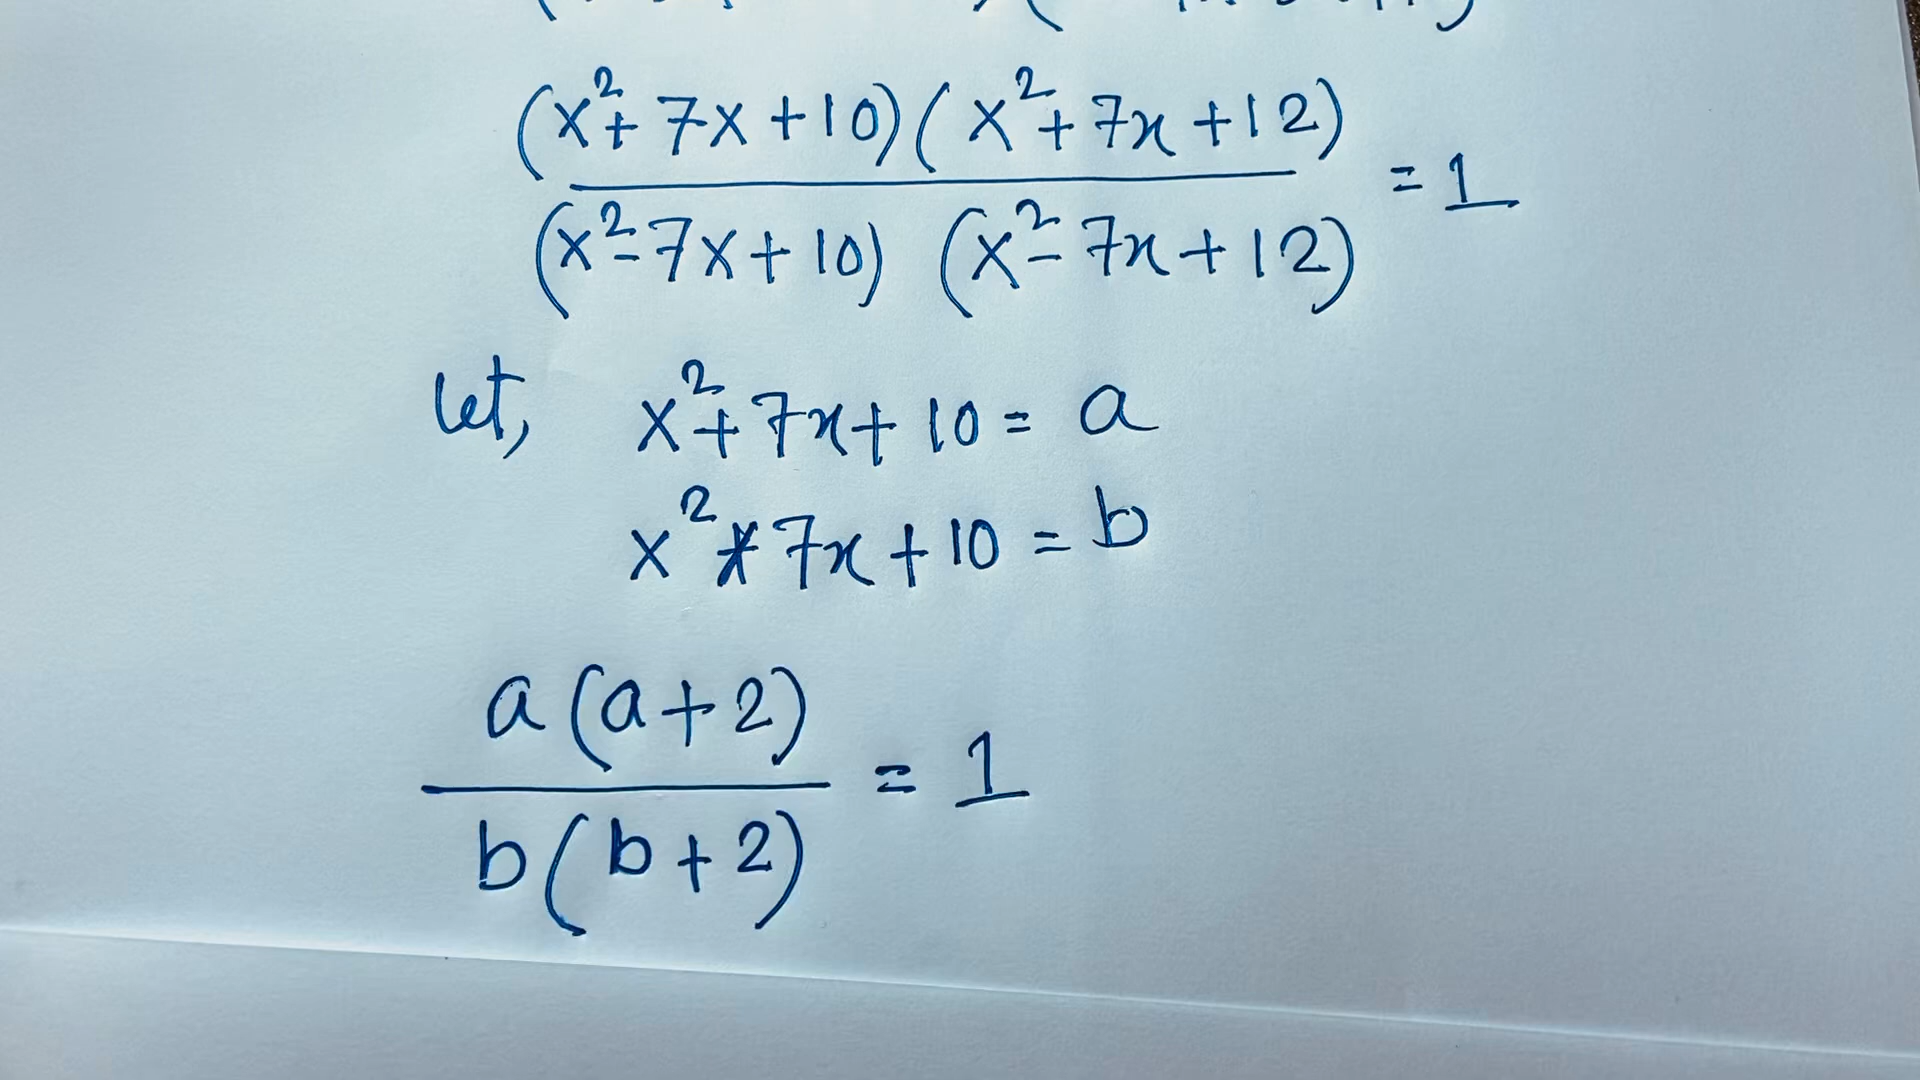 (x²+7x+10)(x²+7x+12)
—————————————— = 1
(x²-7x+10) (x²-7x+12)
let, x²+7x+10 = a
x² 7x+10 = b
a(a+2)
———— = 1
b(b+2)